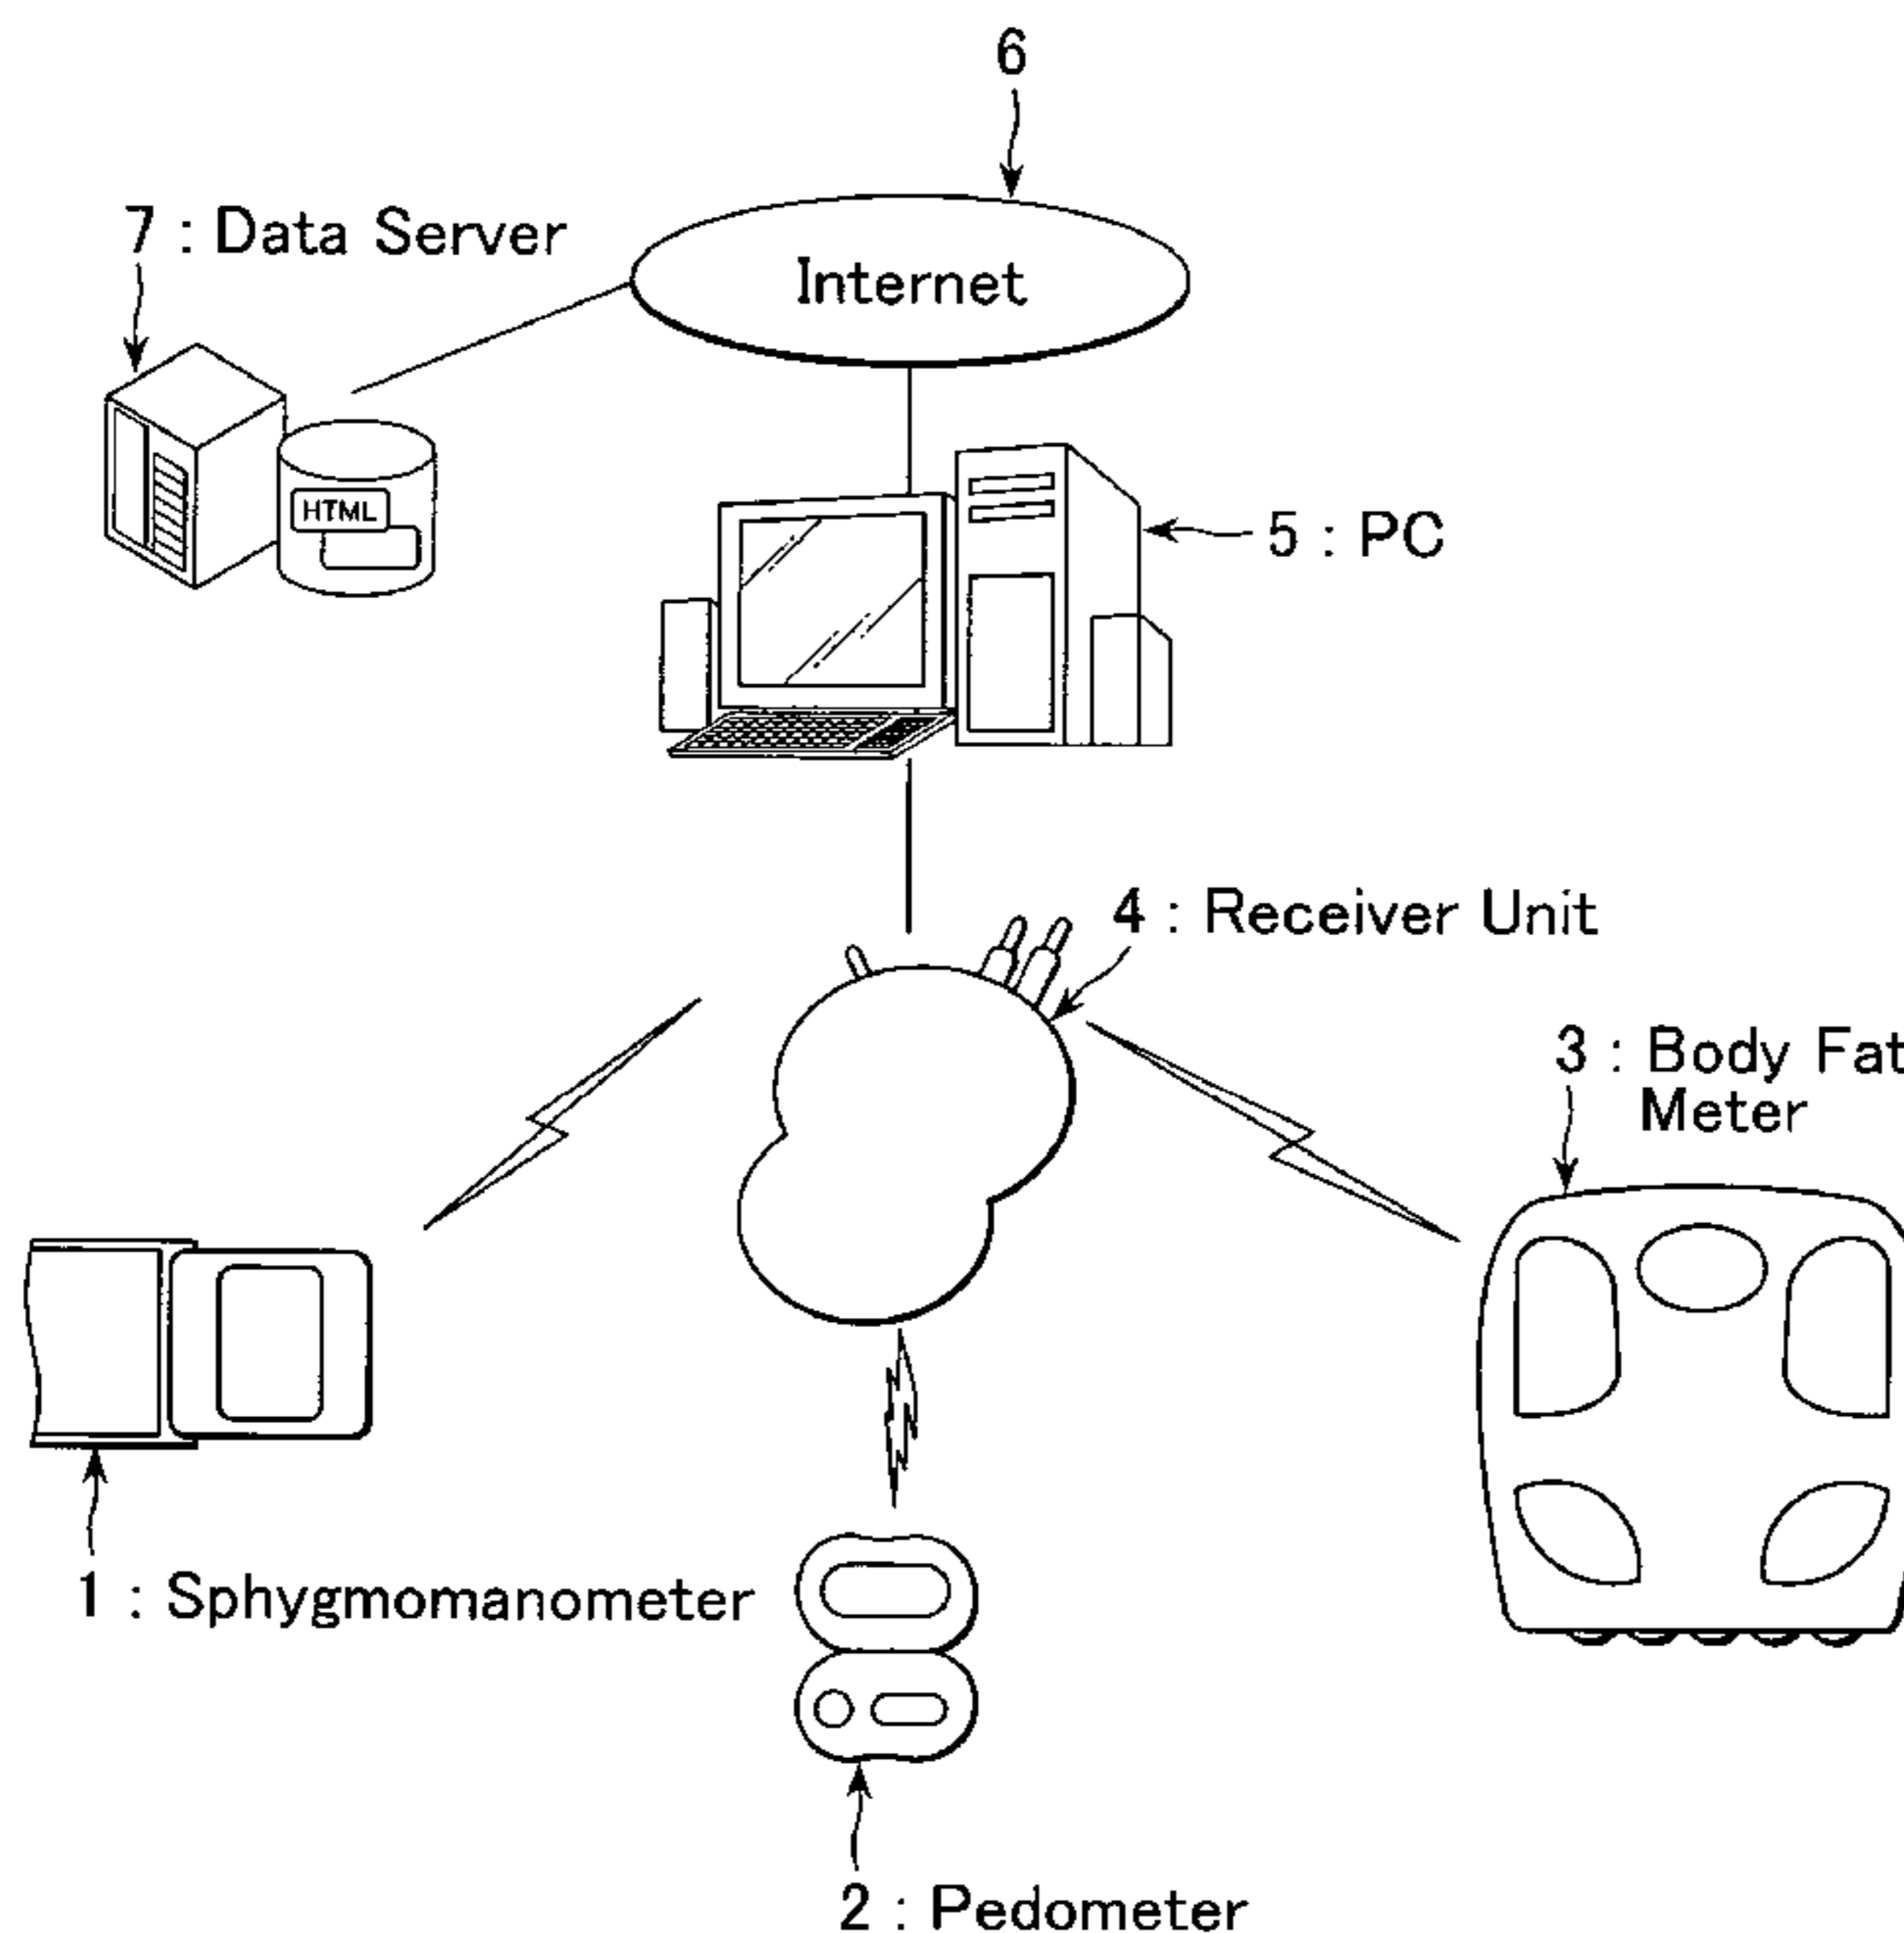 6
7 : Data Server
Internet
HTML
5 : PC
4 : Receiver Unit
3 : Body Fat
Meter
1 : Sphygmomanometer
2 : Pedometer